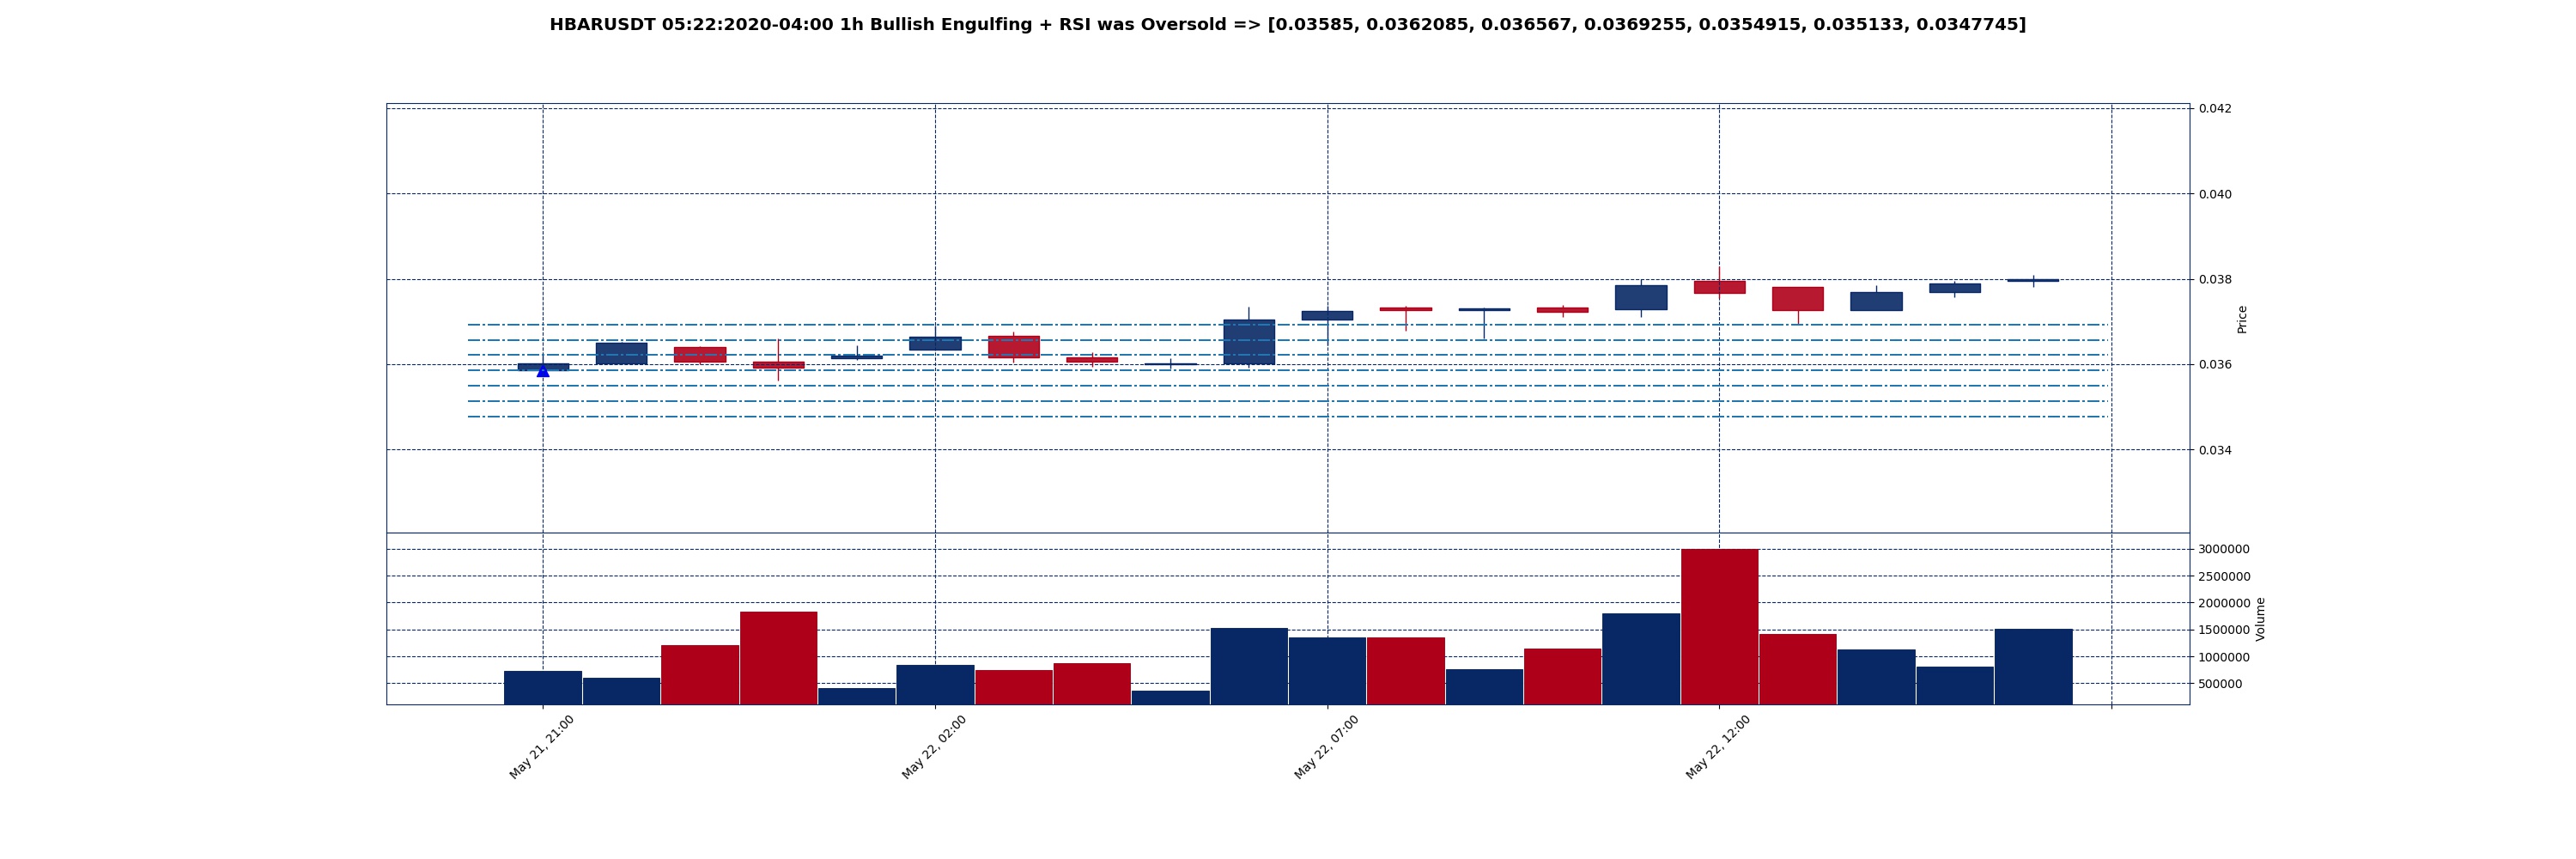 HBARUSDT 05:22:2020-04:00 1h Bullish Engulfing + RSI was Oversold => [0.03585, 0.0362085, 0.036567, 0.0369255, 0.0354915, 0.035133, 0.0347745]
0.042
0.040
0.038
0.036
0.034
Price
3000000
2500000
2000000
1500000
1000000
500000
Volume
May 21, 21:00
May 22, 02:00
May 22, 07:00
May 22, 12:00